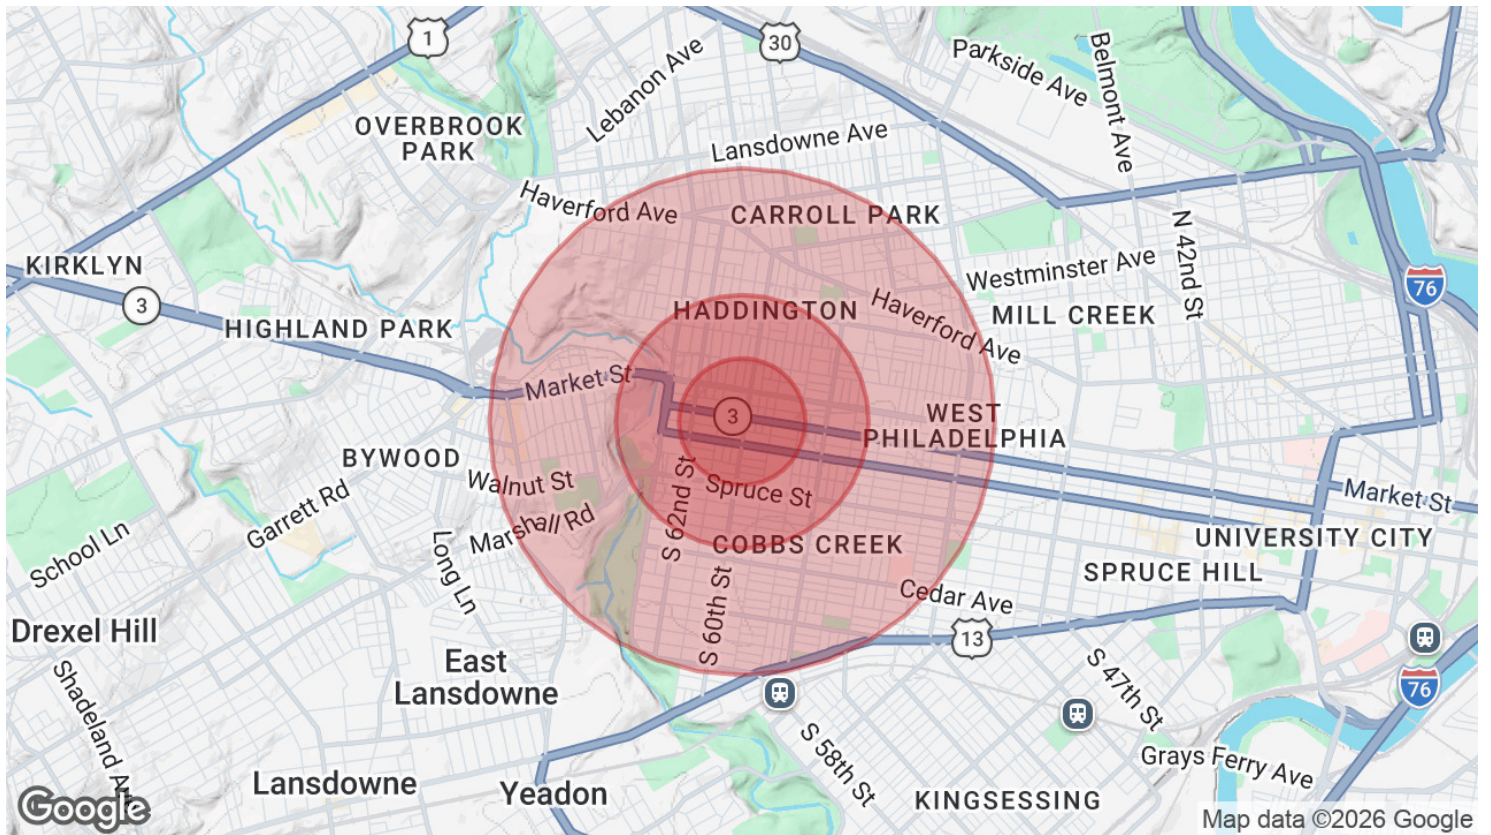 1
30
Parkside Ave
Belmont Ave
Lebanon Ave
OVERBROOK
PARK
Lansdowne Ave
Haverford Ave
CARROLL PARK
N 42nd St
KIRKLYN
3
Westminster Ave
76
HADDINGTON
Haverford Ave
MILL CREEK
HIGHLAND PARK
Market St
3
WEST
PHILADELPHIA
BYWOOD
Walnut St
Spruce St
Market St
Garrett Rd
Marshall Rd
S 62nd St
School Ln
Long Ln
COBBS CREEK
UNIVERSITY CITY
SPRUCE HILL
Cedar Ave
S 60th St
Drexel Hill
13
East
Lansdowne
S 47th St
76
Shadeland Ave
S 58th St
Grays Ferry Ave
Lansdowne
Yeadon
KINGSESSING
Google
Map data ©2026 Google